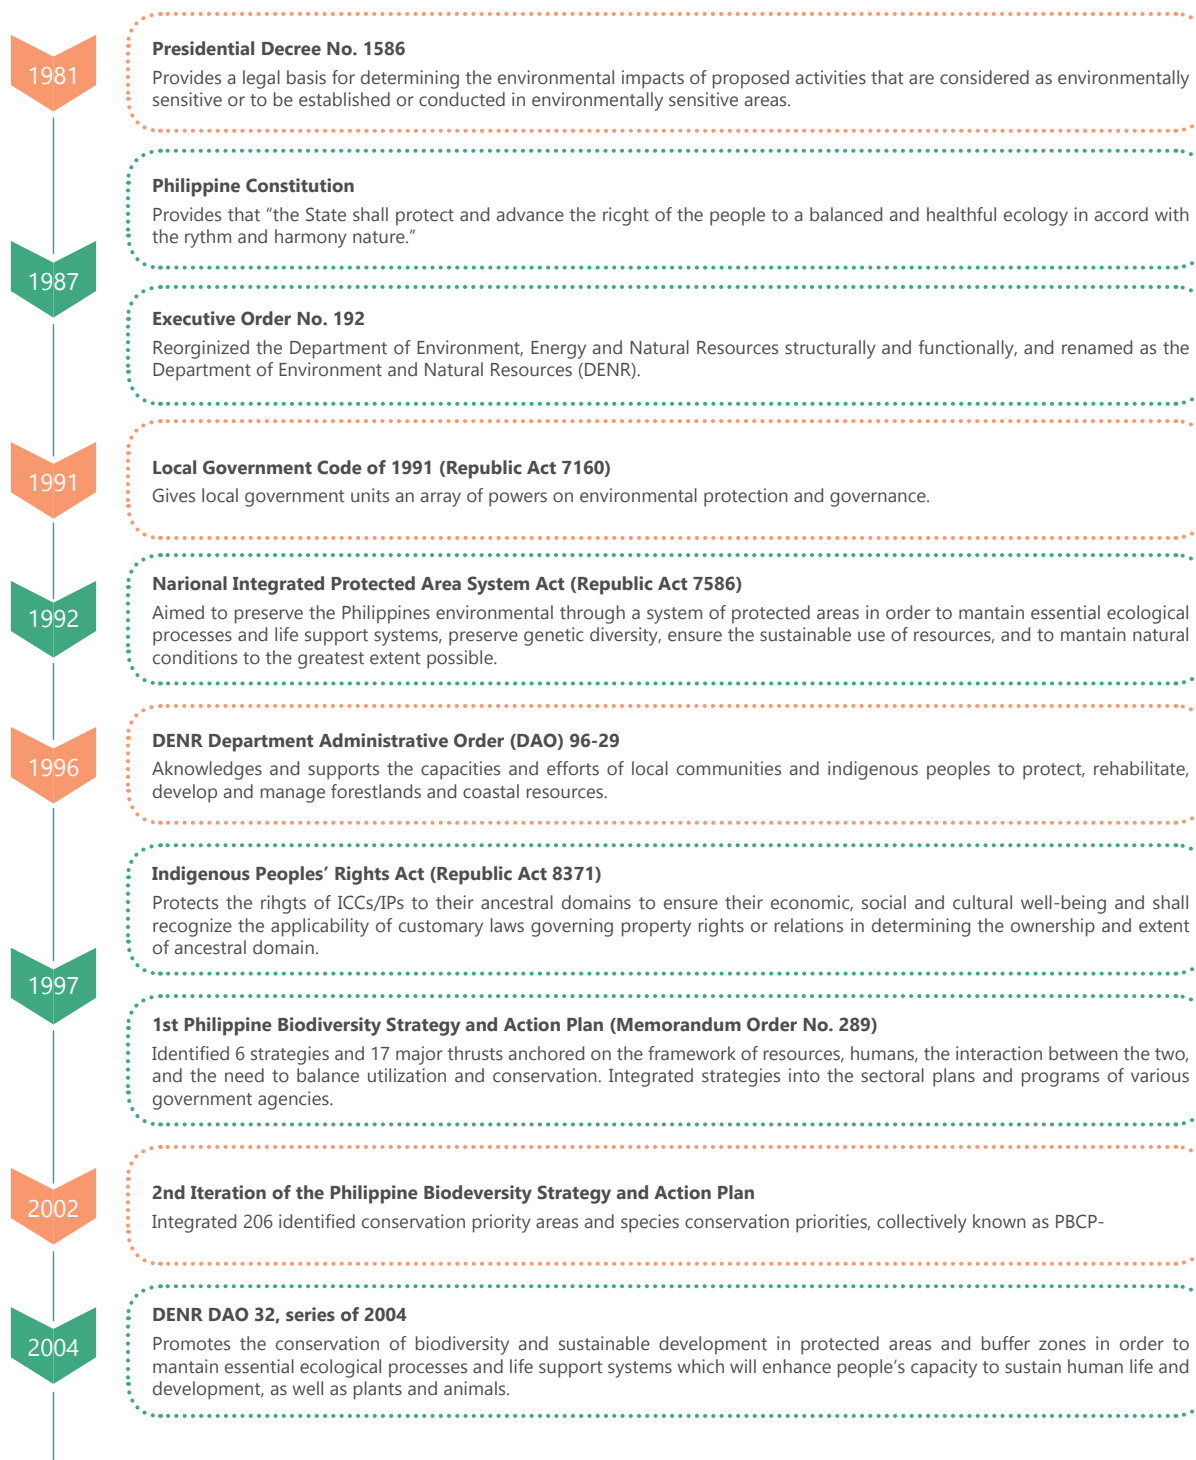 1981
Presidential Decree No. 1586
Provides a legal basis for determining the environmental impacts of proposed activities that are considered as environmentally
sensitive or to be established or conducted in environmentally sensitive areas.
Philippine Constitution
Provides that “the State shall protect and advance the ricght of the people to a balanced and healthful ecology in accord with
the rythm and harmony nature.”
1987
Executive Order No. 192
Reorginized the Department of Environment, Energy and Natural Resources structurally and functionally, and renamed as the
Department of Environment and Natural Resources (DENR).
1991
Local Government Code of 1991 (Republic Act 7160)
Gives local government units an array of powers on environmental protection and governance.
1992
Narional Integrated Protected Area System Act (Republic Act 7586)
Aimed to preserve the Philippines environmental through a system of protected areas in order to mantain essential ecological
processes and life support systems, preserve genetic diversity, ensure the sustainable use of resources, and to mantain natural
conditions to the greatest extent possible.
1996
DENR Department Administrative Order (DAO) 96-29
Aknowledges and supports the capacities and efforts of local communities and indigenous peoples to protect, rehabilitate,
develop and manage forestlands and coastal resources.
Indigenous Peoples’ Rights Act (Republic Act 8371)
Protects the rihgts of ICCs/IPs to their ancestral domains to ensure their economic, social and cultural well-being and shall
recognize the applicability of customary laws governing property rights or relations in determining the ownership and extent
of ancestral domain.
1997
1st Philippine Biodiversity Strategy and Action Plan (Memorandum Order No. 289)
Identified 6 strategies and 17 major thrusts anchored on the framework of resources, humans, the interaction between the two,
and the need to balance utilization and conservation. Integrated strategies into the sectoral plans and programs of various
government agencies.
2002
2nd Iteration of the Philippine Biodeversity Strategy and Action Plan
Integrated 206 identified conservation priority areas and species conservation priorities, collectively known as PBCP-
2004
DENR DAO 32, series of 2004
Promotes the conservation of biodiversity and sustainable development in protected areas and buffer zones in order to
mantain essential ecological processes and life support systems which will enhance people’s capacity to sustain human life and
development, as well as plants and animals.